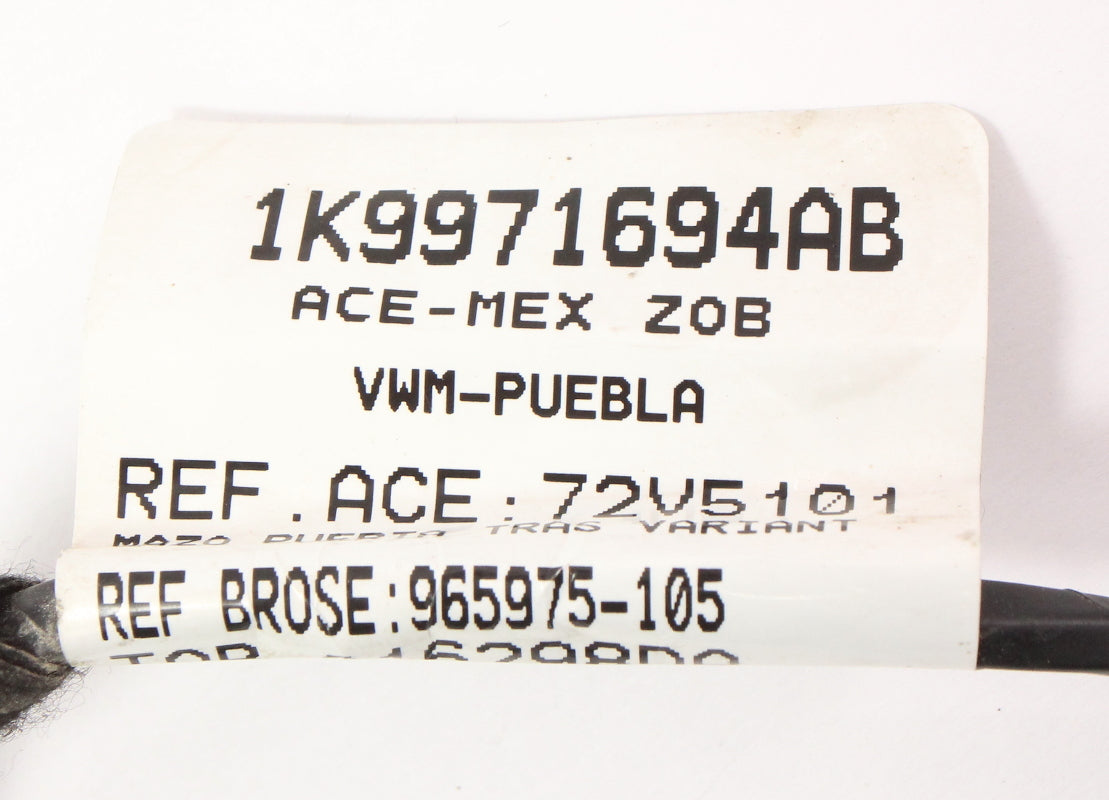 1K9971694AB
ACE-MEX ZOB
VWM-PUEBLA
REF.ACE:72V5101
MAZO PUERTA TRAS VARIANT
REF BROSE:965975-105